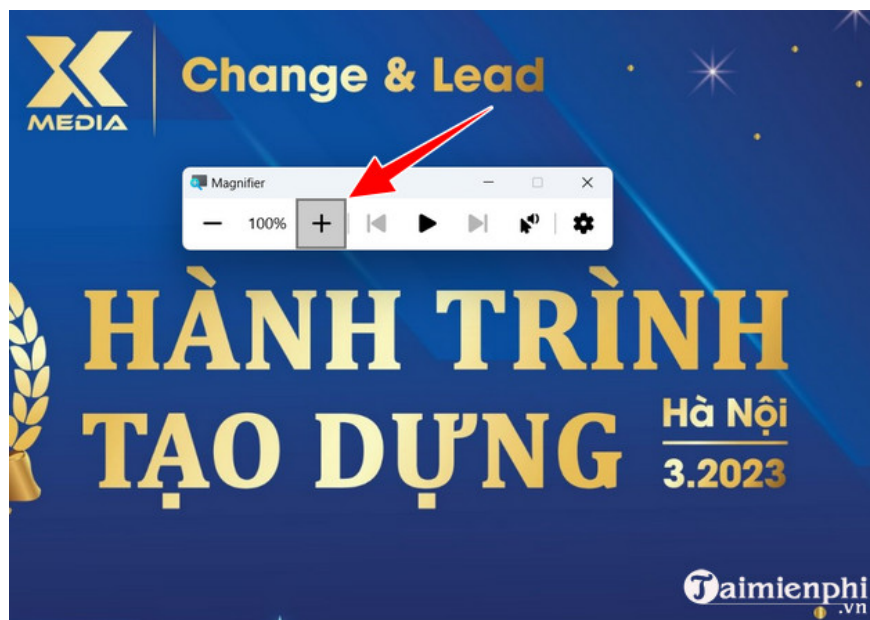 X
MEDIA
Change & Lead
Magnifier
100%
HÀNH TRÌNH
TẠO DỰNG
Hà Nội
3.2023
Taimienphi
.vn